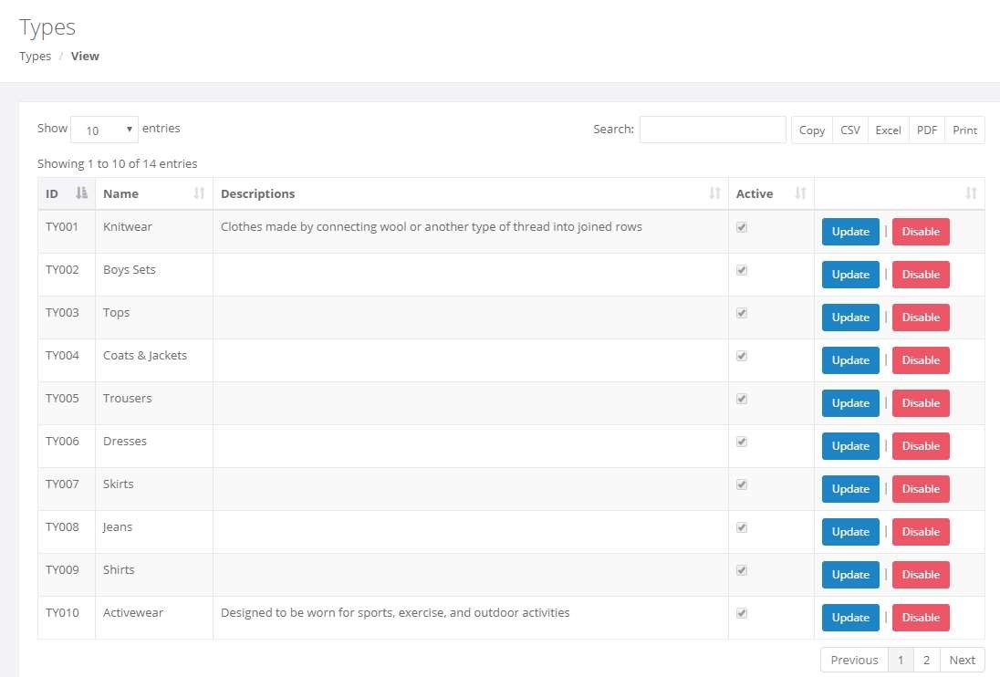 Types
Types / View
Show 10 entries Search: Copy CSV Excel PDF Print
Showing 1 to 10 of 14 entries
ID Name Descriptions Active
TY001 Knitwear Clothes made by connecting wool or another type of thread into joined rows Update | Disable
TY002 Boys Sets Update | Disable
TY003 Tops Update | Disable
TY004 Coats & Jackets Update | Disable
TY005 Trousers Update | Disable
TY006 Dresses Update | Disable
TY007 Skirts Update | Disable
TY008 Jeans Update | Disable
TY009 Shirts Update | Disable
TY010 Activewear Designed to be worn for sports, exercise, and outdoor activities Update | Disable
Previous 1 2 Next